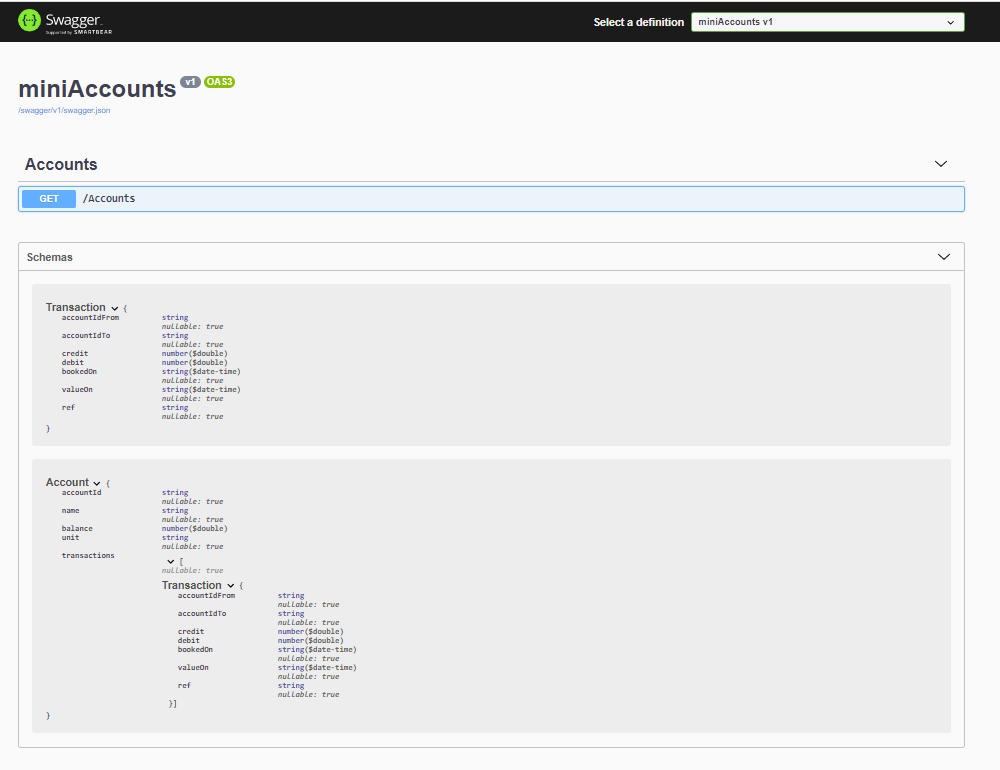 Swagger.
Supported by SMARTBEAR
Select a definition
miniAccounts v1
miniAccounts v1 OAS3
/swagger/v1/swagger.json
Accounts
GET /Accounts
Schemas
Transaction {
accountIdFrom string
nullable: true
accountIdTo string
nullable: true
credit number($double)
debit number($double)
bookedOn string($date-time)
nullable: true
valueOn string($date-time)
nullable: true
ref string
nullable: true
}
Account {
accountId string
nullable: true
name string
nullable: true
balance number($double)
unit string
nullable: true
transactions
[
nullable: true
Transaction {
accountIdFrom string
nullable: true
accountIdTo string
nullable: true
credit number($double)
debit number($double)
bookedOn string($date-time)
nullable: true
valueOn string($date-time)
nullable: true
ref string
nullable: true
}]
}